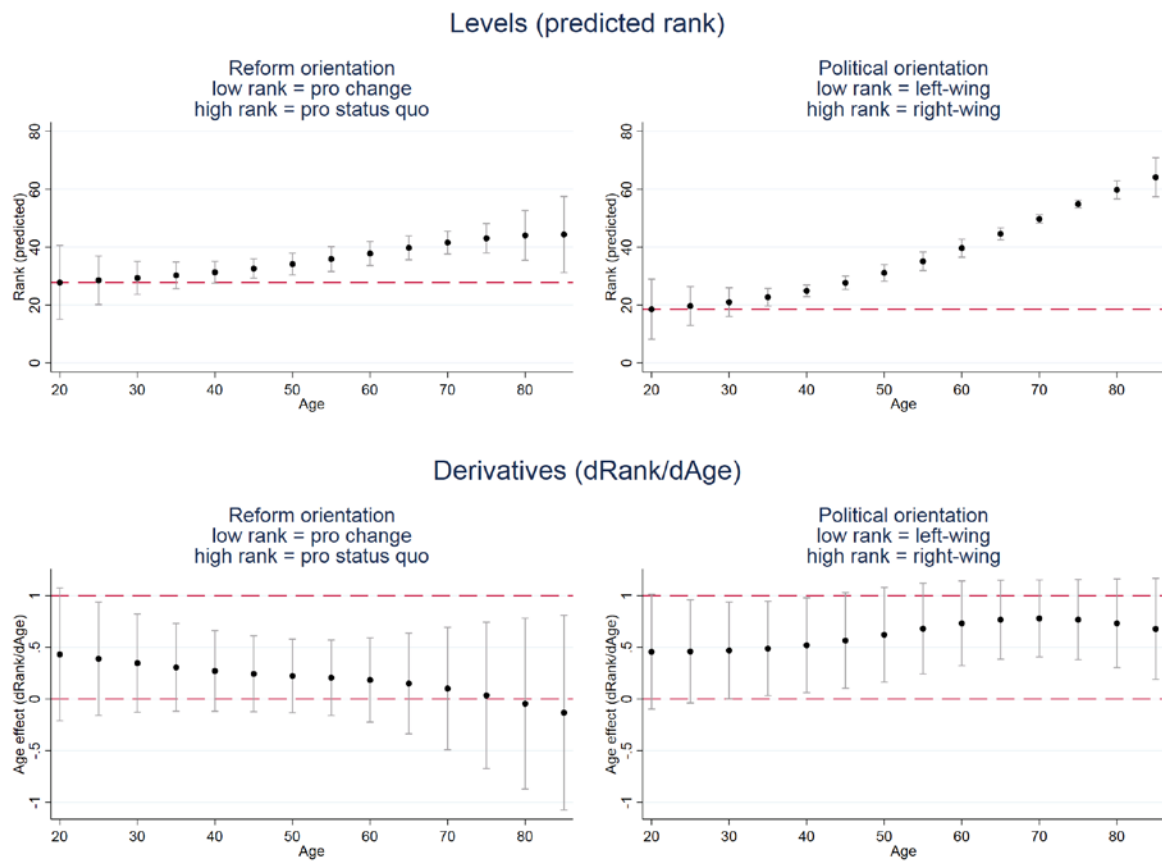 Levels (predicted rank)
Reform orientation
low rank = pro change
high rank = pro status quo
Rank (predicted)
80
60
40
20
0
20 30 40 50 60 70 80
Age
Political orientation
low rank = left-wing
high rank = right-wing
Rank (predicted)
80
60
40
20
0
20 30 40 50 60 70 80
Age
Derivatives (dRank/dAge)
Reform orientation
low rank = pro change
high rank = pro status quo
Age effect (dRank/dAge)
1
.5
0
-.5
-1
20 30 40 50 60 70 80
Age
Political orientation
low rank = left-wing
high rank = right-wing
Age effect (dRank/dAge)
1
.5
0
-.5
-1
20 30 40 50 60 70 80
Age